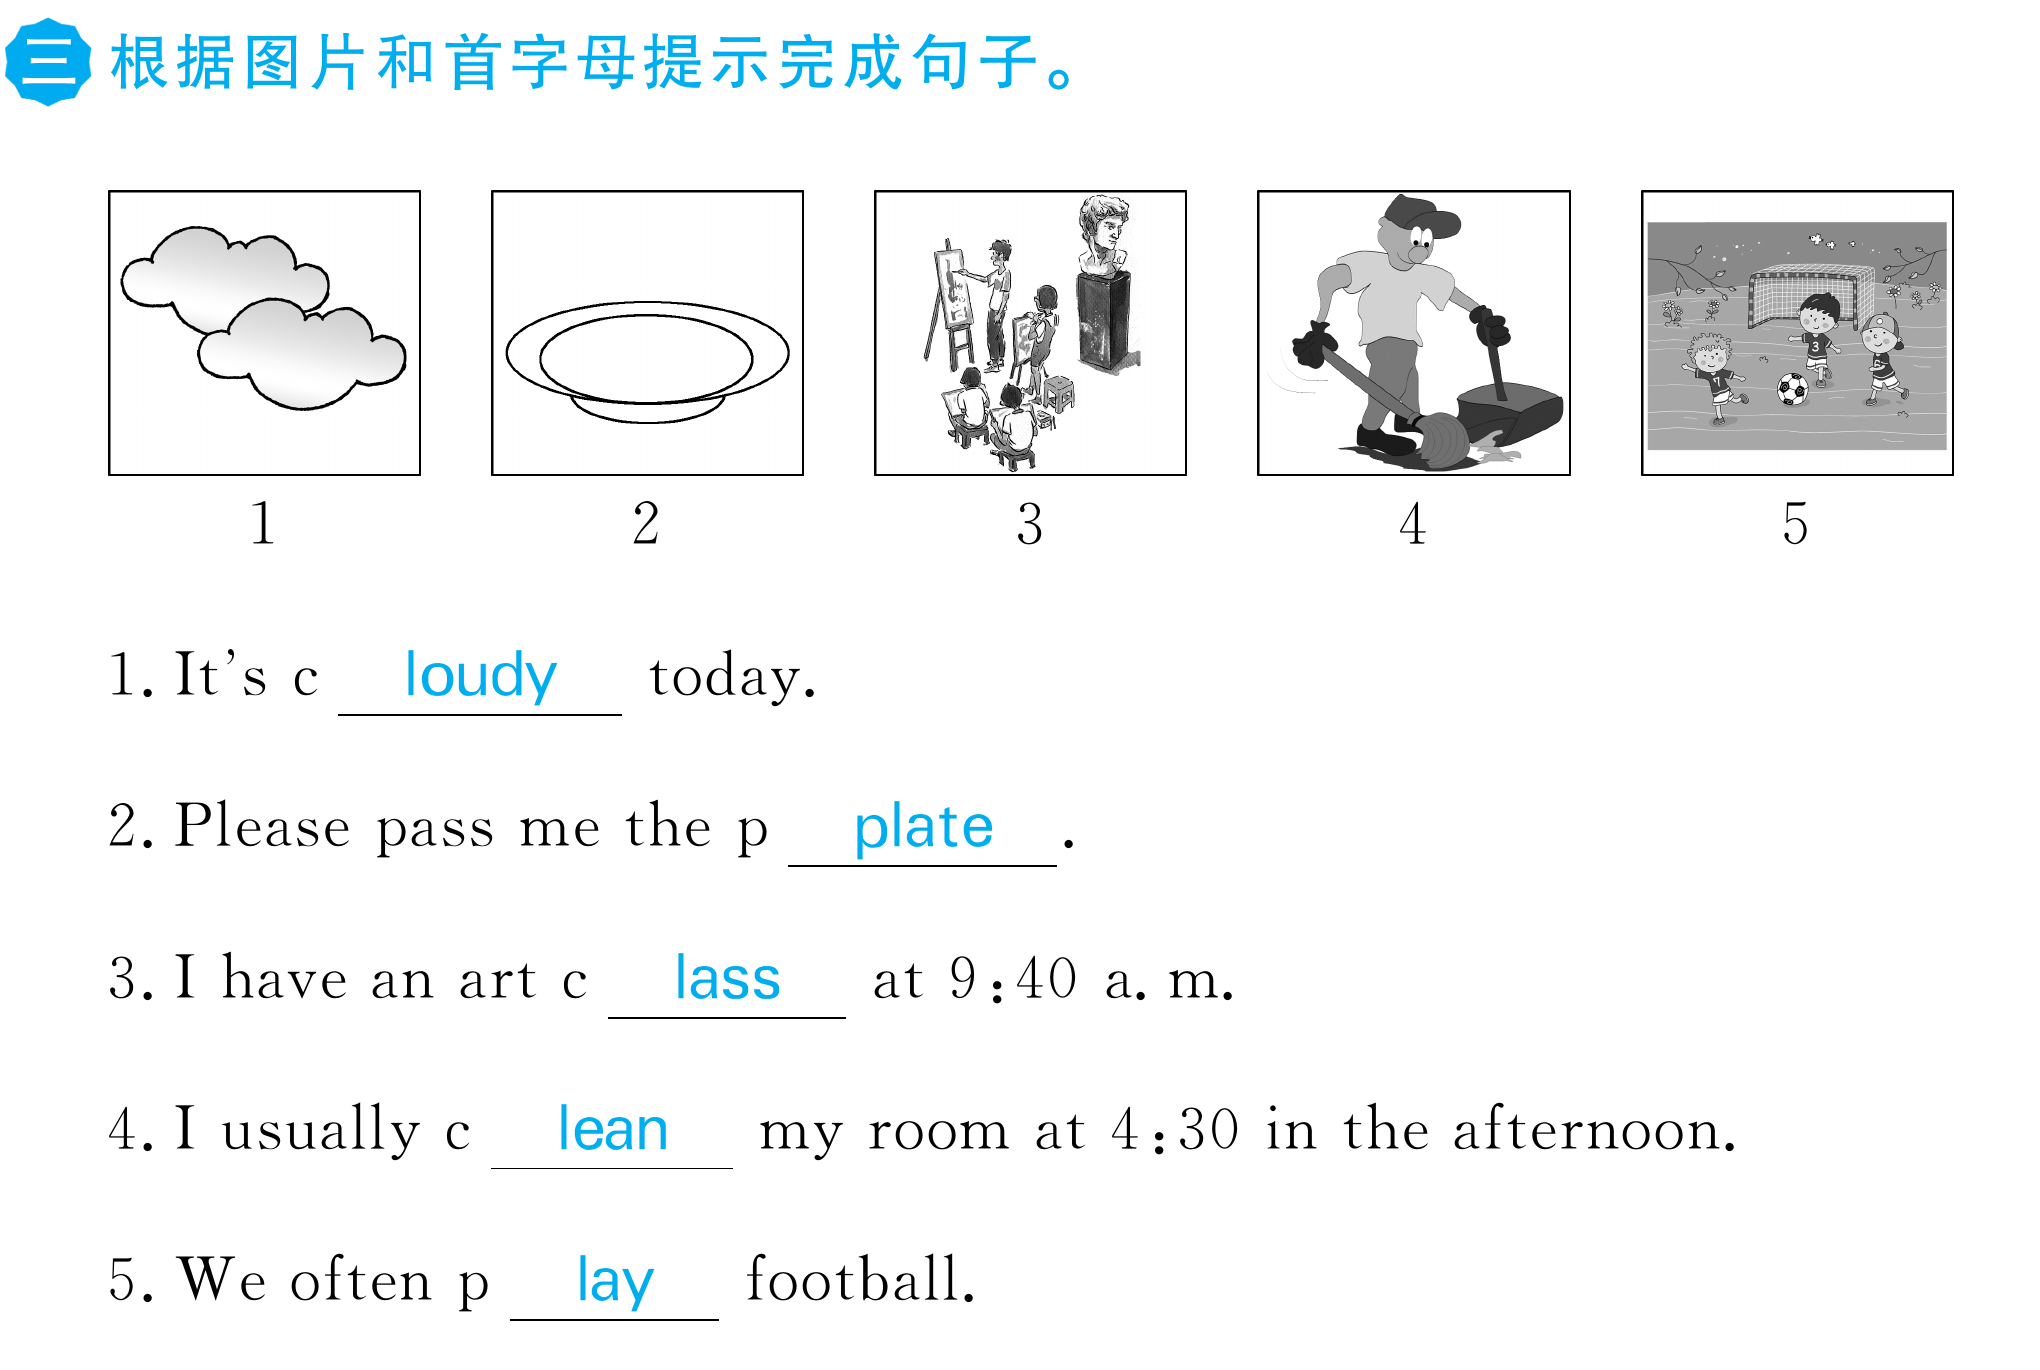 三 根据图片和首字母提示完成句子。
1 2 3 4 5
1. It's c loudy today.
2. Please pass me the p plate.
3. I have an art c lass at 9:40 a. m.
4. I usually c lean my room at 4:30 in the afternoon.
5. We often p lay football.